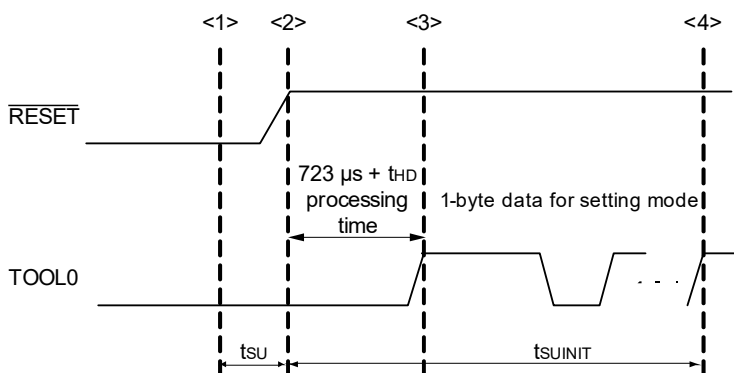 <1> <2> <3> <4>
RESET
723 µs + tHD
processing
time
1-byte data for setting mode
TOOL0
tSU
tSUINIT